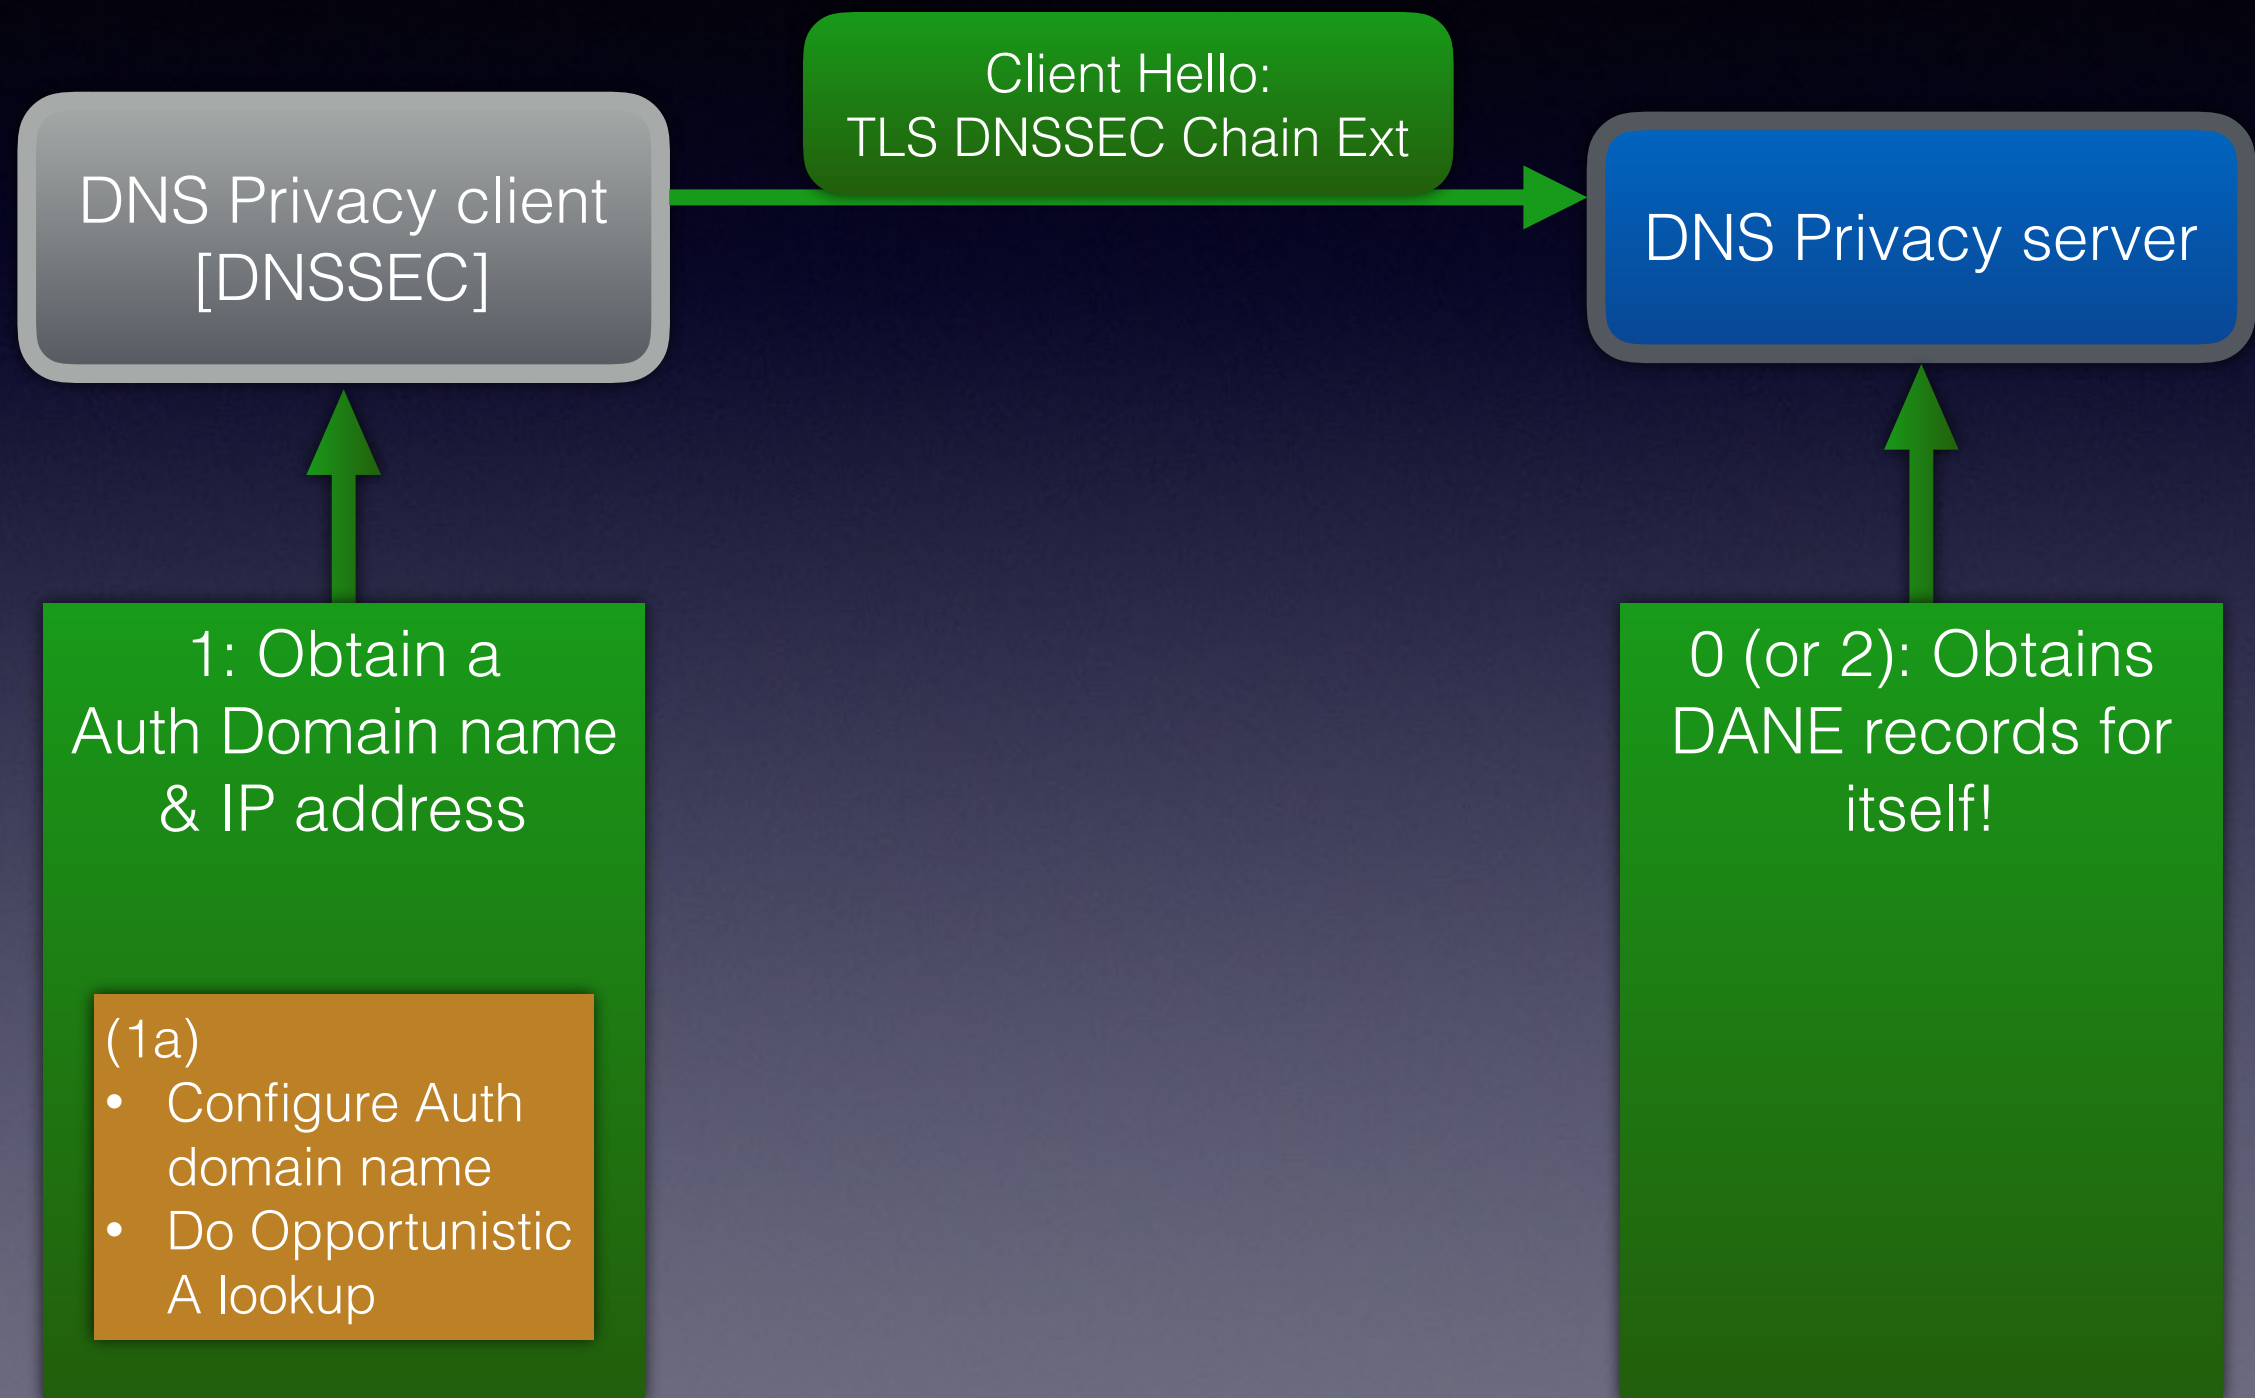 Client Hello:
TLS DNSSEC Chain Ext
DNS Privacy client
[DNSSEC]
DNS Privacy server
1: Obtain a
Auth Domain name
& IP address
(1a)
• Configure Auth
domain name
• Do Opportunistic
A lookup
0 (or 2): Obtains
DANE records for
itself!